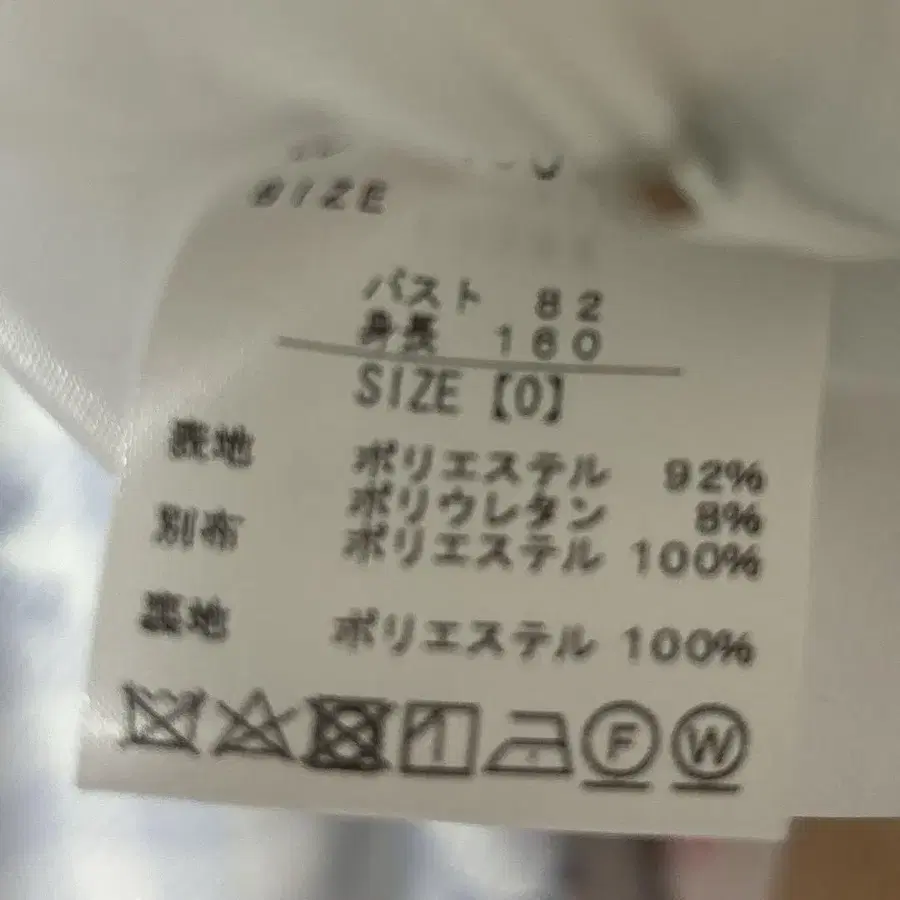 SIZE
バスト 82
身長 160
SIZE【0】
表地 ポリエステル 92%
ポリウレタン 8%
別布 ポリエステル 100%
裏地 ポリエステル 100%
F W